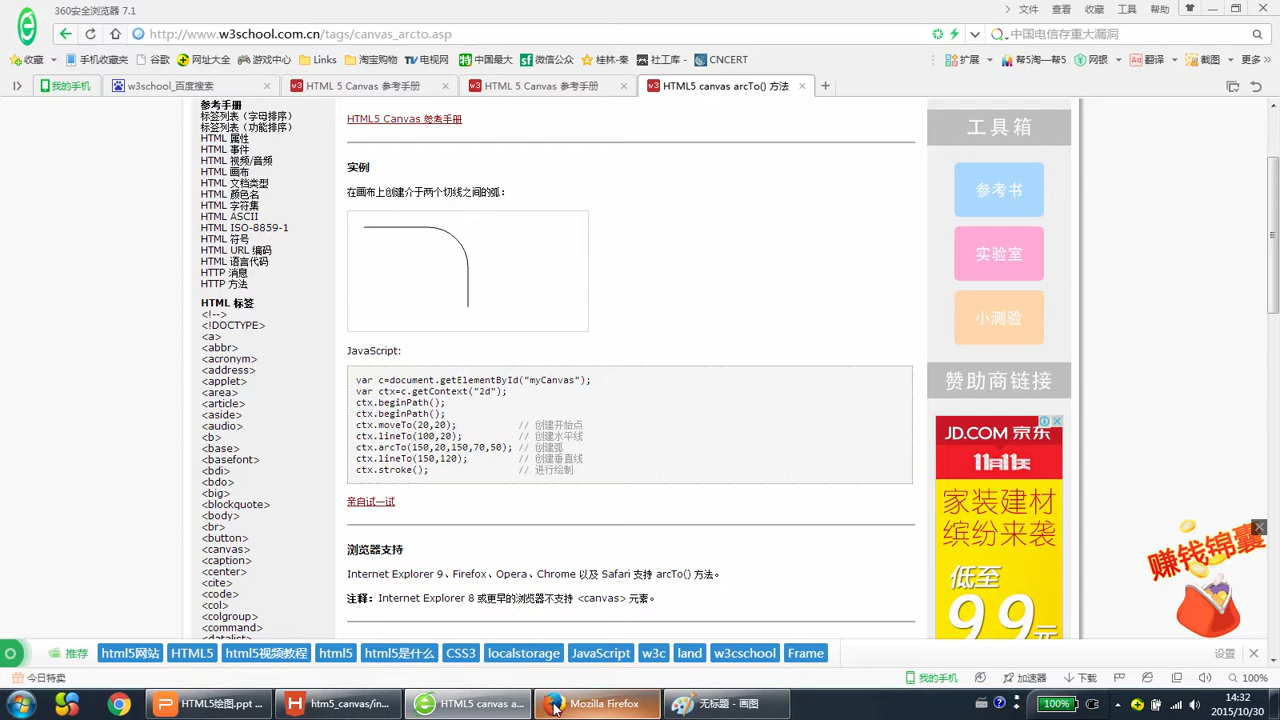 360安全浏览器 7.1
文件 查看 收藏 工具 帮助
http://www.w3school.com.cn/tags/canvas_arcto.asp
中国电信存重大漏洞
收藏 手机收藏夹 谷歌 网址大全 游戏中心 Links 淘宝购物 电视网 中国最大 微信公众 桂林-秦 社工库- CNCERT 扩展 帮5淘—帮5 网银 翻译 截图 更多 »
我的手机 w3school_百度搜索 HTML 5 Canvas 参考手册 HTML 5 Canvas 参考手册 HTML5 canvas arcTo() 方法
参考手册
标签列表（字母排序）
标签列表（功能排序）
HTML 属性
HTML 事件
HTML 视频/音频
HTML 画布
HTML 文档类型
HTML 颜色名
HTML 字符集
HTML ASCII
HTML ISO-8859-1
HTML 符号
HTML URL 编码
HTML 语言代码
HTTP 消息
HTTP 方法
HTML 标签
<!-->
<!DOCTYPE>
<a>
<abbr>
<acronym>
<address>
<applet>
<area>
<article>
<aside>
<audio>
<b>
<base>
<basefont>
<bdi>
<bdo>
<big>
<blockquote>
<body>
<br>
<button>
<canvas>
<caption>
<center>
<cite>
<code>
<col>
<colgroup>
<command>
<datalist>
HTML5 Canvas 参考手册
实例
在画布上创建介于两个切线之间的弧：
JavaScript:
var c=document.getElementById("myCanvas");
var ctx=c.getContext("2d");
ctx.beginPath();
ctx.beginPath();
ctx.moveTo(20,20); // 创建开始点
ctx.lineTo(100,20); // 创建水平线
ctx.arcTo(150,20,150,70,50); // 创建弧
ctx.lineTo(150,120); // 创建垂直线
ctx.stroke(); // 进行绘制
亲自试一试
浏览器支持
Internet Explorer 9、Firefox、Opera、Chrome 以及 Safari 支持 arcTo() 方法。
注释：Internet Explorer 8 或更早的浏览器不支持 <canvas> 元素。
工具箱
参考书
实验室
小测验
赞助商链接
JD.COM 京东
11月11天
家装建材
缤纷来袭
低至
99元
赚钱锦囊
推荐 html5网站 HTML5 html5视频教程 html5 html5是什么 CSS3 localstorage JavaScript w3c land w3cschool Frame 设置
今日特卖 我的手机 加速器 下载 100%
HTML5绘图.ppt ... htm5_canvas/in... HTML5 canvas a... Mozilla Firefox 无标题 - 画图 100% 14:32
2015/10/30